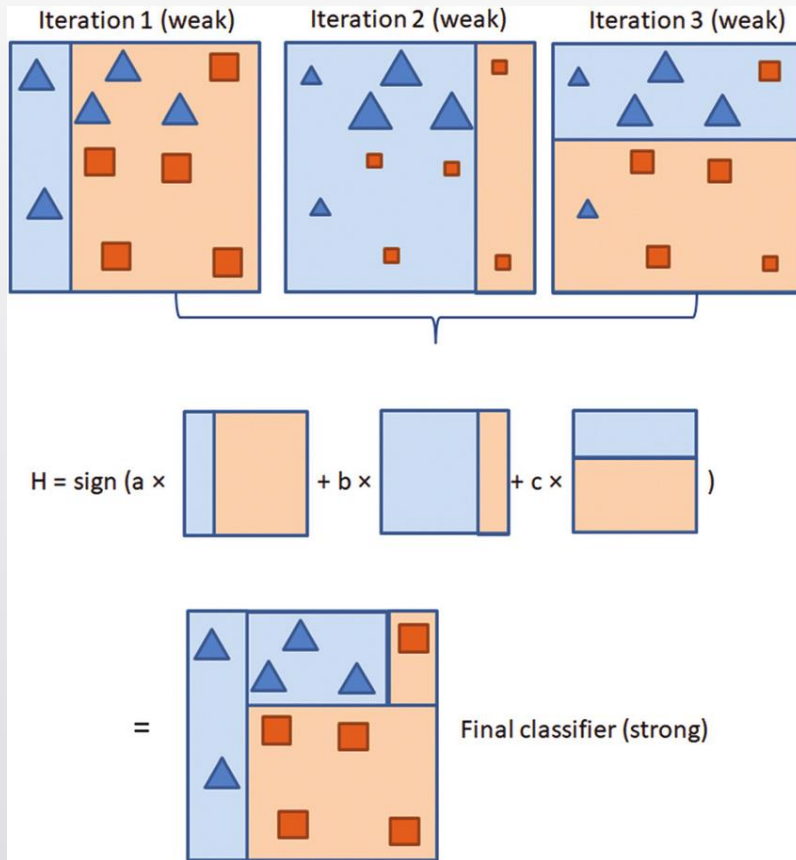 Iteration 1 (weak) Iteration 2 (weak) Iteration 3 (weak)
H = sign (a × + b × + c × )
= Final classifier (strong)